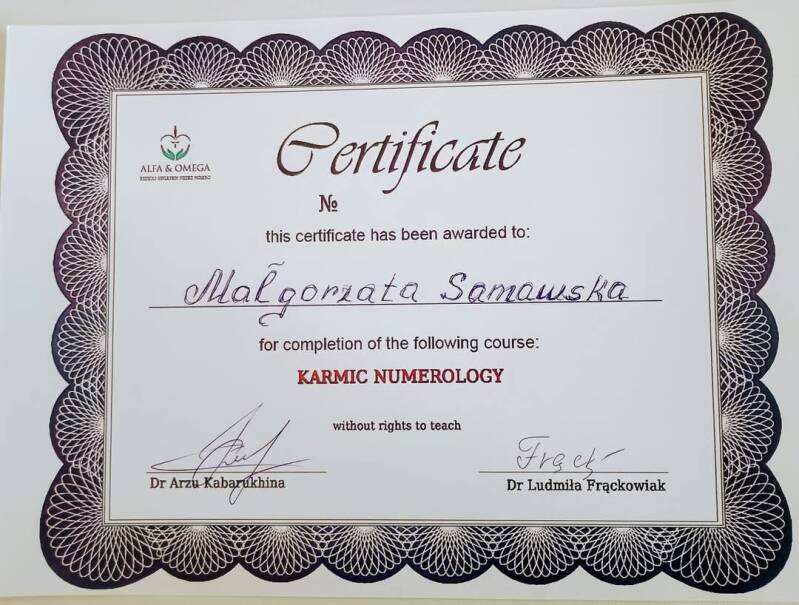 ALFA & OMEGA
Certificate
№
this certificate has been awarded to:
Małgorzata Samawska
for completion of the following course:
KARMIC NUMEROLOGY
without rights to teach
Frąck
Dr Arzu Kabarukhina
Dr Ludmiła Frąckowiak